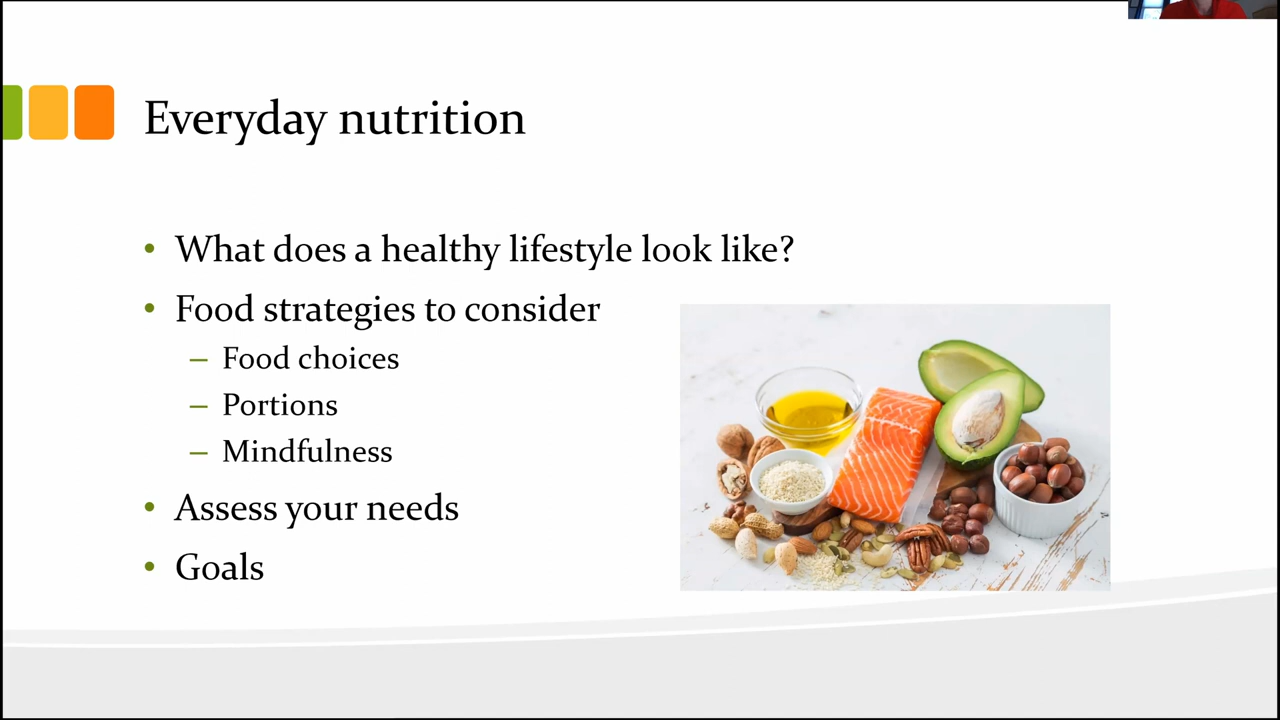 Everyday nutrition
• What does a healthy lifestyle look like?
• Food strategies to consider
– Food choices
– Portions
– Mindfulness
• Assess your needs
• Goals